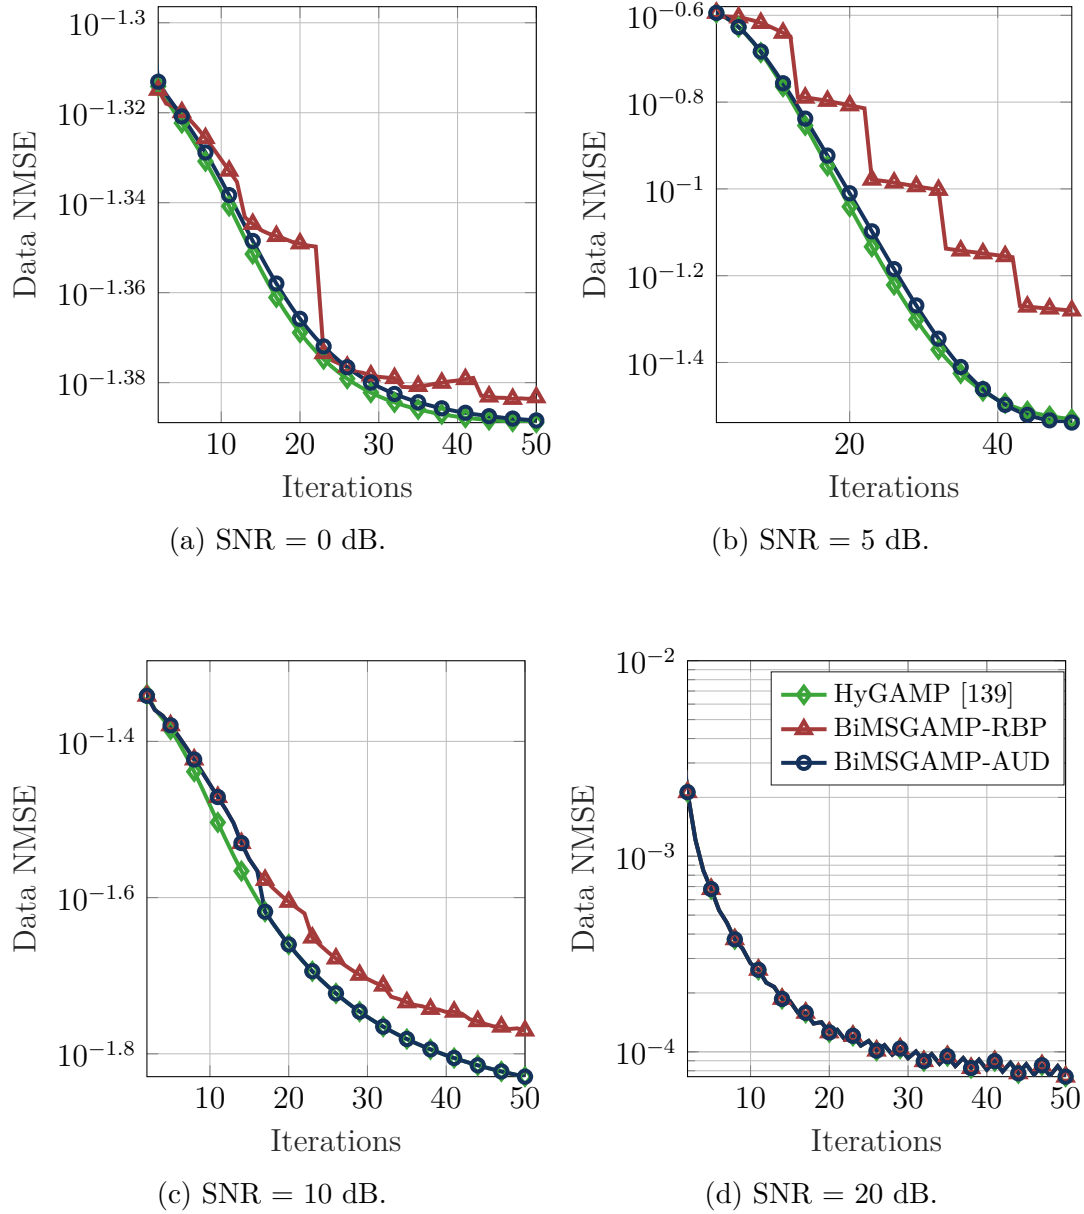 10^−1.3
10^−1.32
10^−1.34
10^−1.36
10^−1.38
Data NMSE
10 20 30 40 50
Iterations
(a) SNR = 0 dB.
10^−0.6
10^−0.8
10^−1
10^−1.2
10^−1.4
Data NMSE
20 40
Iterations
(b) SNR = 5 dB.
10^−1.4
10^−1.6
10^−1.8
Data NMSE
10 20 30 40 50
Iterations
(c) SNR = 10 dB.
10^−2
10^−3
10^−4
Data NMSE
HyGAMP [139]
BiMSGAMP-RBP
BiMSGAMP-AUD
10 20 30 40 50
Iterations
(d) SNR = 20 dB.